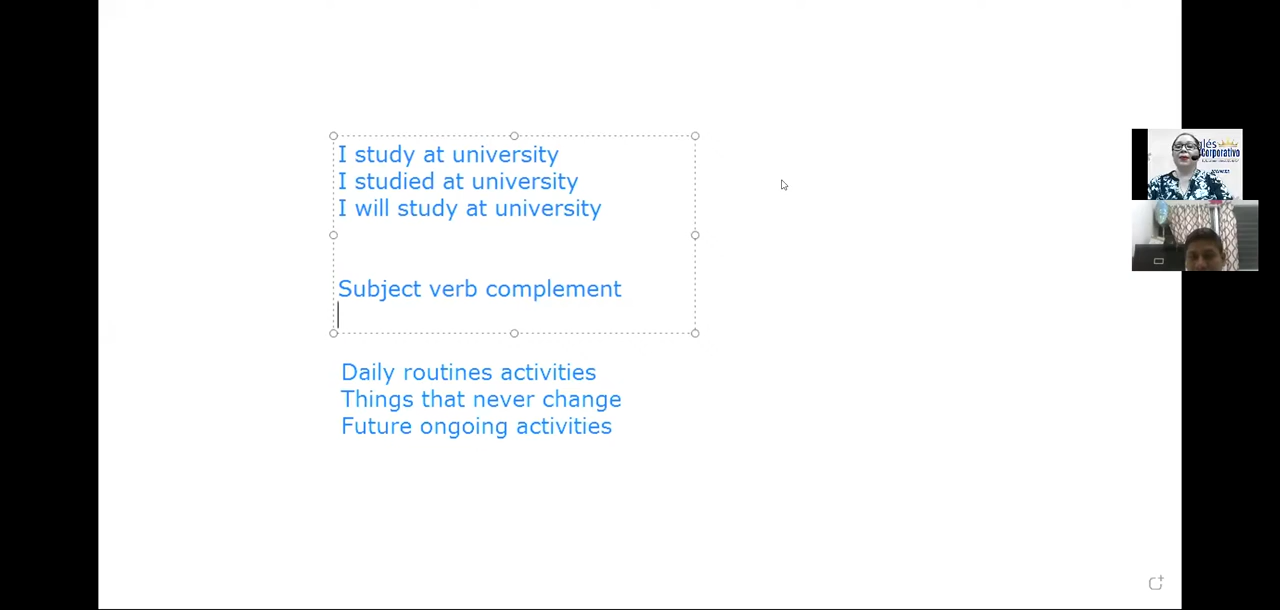 I study at university
I studied at university
I will study at university
Subject verb complement
Daily routines activities
Things that never change
Future ongoing activities
Corporativo